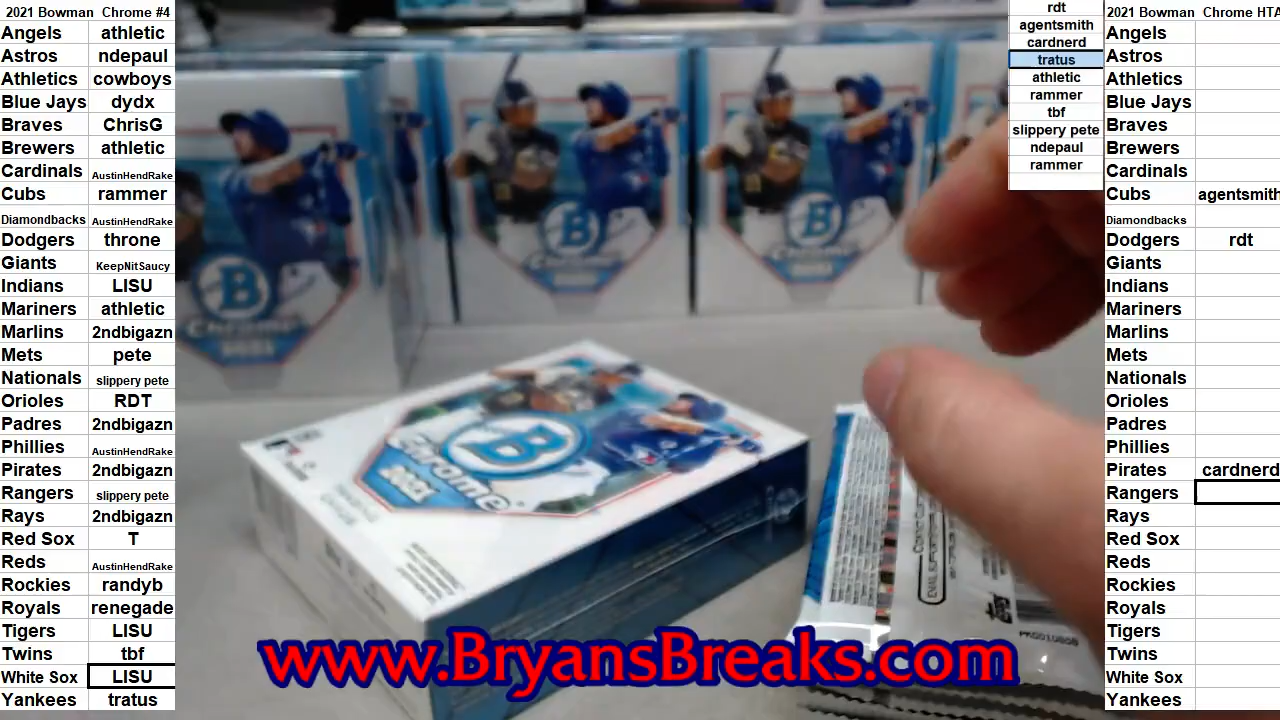 2021 Bowman Chrome #4
Angels athletic
Astros ndepaul
Athletics cowboys
Blue Jays dydx
Braves ChrisG
Brewers athletic
Cardinals AustinHendRake
Cubs rammer
Diamondbacks AustinHendRake
Dodgers throne
Giants KeepNitSaucy
Indians LISU
Mariners athletic
Marlins 2ndbigazn
Mets pete
Nationals slippery pete
Orioles RDT
Padres 2ndbigazn
Phillies AustinHendRake
Pirates 2ndbigazn
Rangers slippery pete
Rays 2ndbigazn
Red Sox T
Reds AustinHendRake
Rockies randyb
Royals renegade
Tigers LISU
Twins tbf
White Sox LISU
Yankees tratus
B
Chrome
2021
B
Chrome
2021
B
Chrome
2021
B
Chrome
2021
www.BryansBreaks.com
rdt
agentsmith
cardnerd
tratus
athletic
rammer
tbf
slippery pete
ndepaul
rammer
2021 Bowman Chrome HTA
Angels
Astros
Athletics
Blue Jays
Braves
Brewers
Cardinals
Cubs agentsmith
Diamondbacks
Dodgers rdt
Giants
Indians
Mariners
Marlins
Mets
Nationals
Orioles
Padres
Phillies
Pirates cardnerd
Rangers
Rays
Red Sox
Reds
Rockies
Royals
Tigers
Twins
White Sox
Yankees